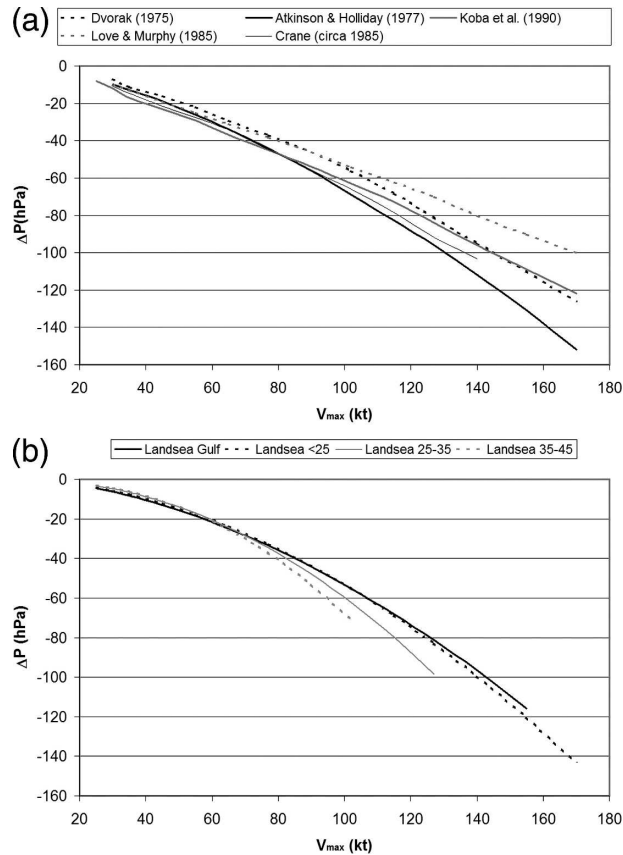 (a)
Dvorak (1975) Atkinson & Holliday (1977) Koba et al. (1990)
Love & Murphy (1985) Crane (circa 1985)
0
-20
-40
-60
-80
-100
-120
-140
-160
ΔP(hPa)
20 40 60 80 100 120 140 160 180
Vmax (kt)
(b)
Landsea Gulf Landsea <25 Landsea 25-35 Landsea 35-45
0
-20
-40
-60
-80
-100
-120
-140
-160
ΔP (hPa)
20 40 60 80 100 120 140 160 180
Vmax (kt)